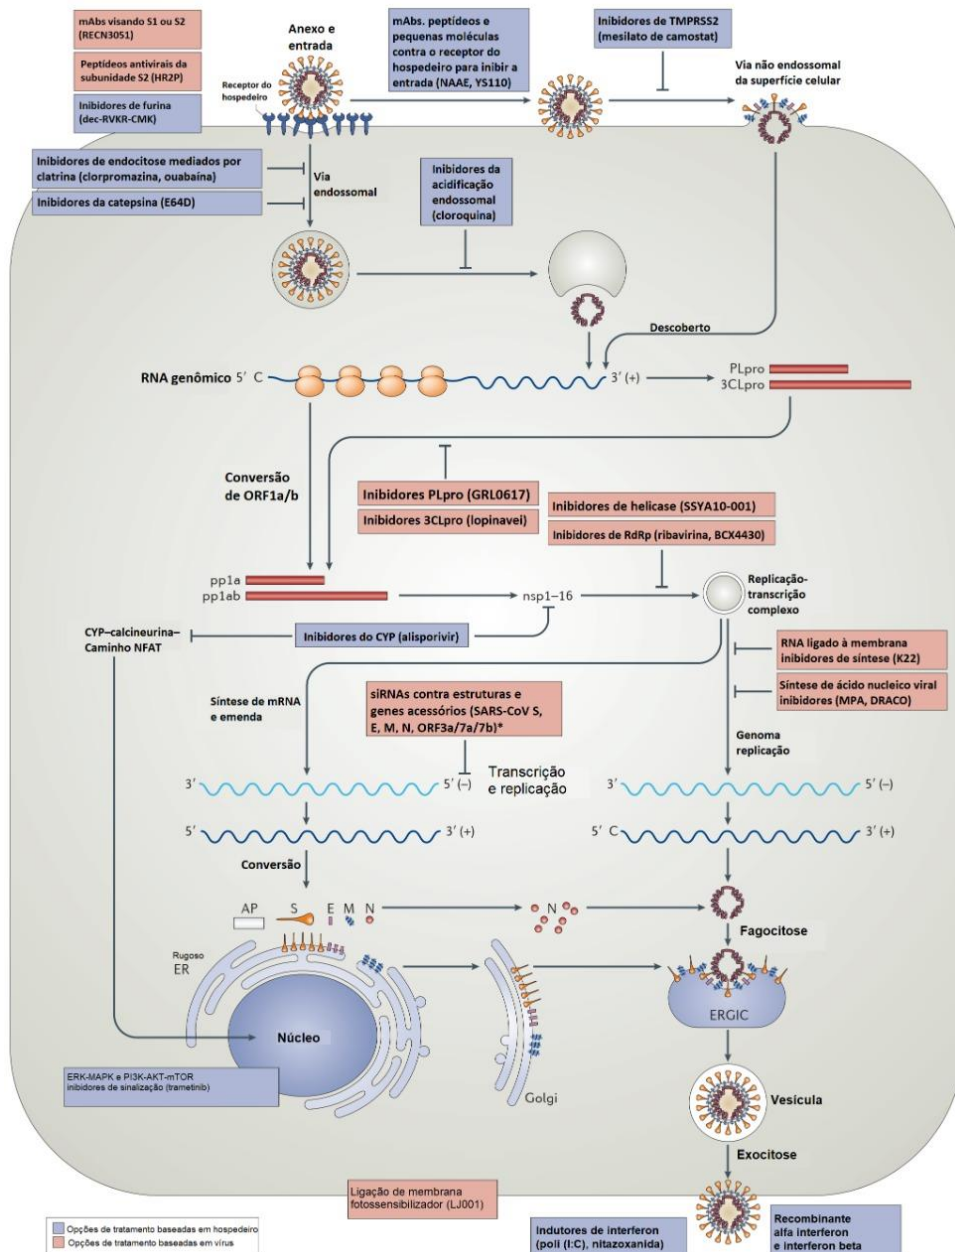 mAbs visando S1 ou S2
(RECN3051)
Peptídeos antivirais da
subunidade S2 (HR2P)
Inibidores de furina
(dec-RVKR-CMK)
Anexo e
entrada
Receptor do
hospedeiro
mAbs. peptídeos e
pequenas moléculas
contra o receptor do
hospedeiro para inibir a
entrada (NAAE, YS110)
Inibidores de TMPRSS2
(mesilato de camostat)
Via não endossomal
da superfície celular
Inibidores de endocitose mediados por
clatrina (clorpromazina, ouabaína)
Inibidores da catepsina (E64D)
Via
endossomal
Inibidores da
acidificação
endossomal
(cloroquina)
Descoberto
RNA genômico 5′ C
3′ (+)
PLpro
3CLpro
Conversão
de ORF1a/b
Inibidores PLpro (GRL0617)
Inibidores 3CLpro (lopinavei)
Inibidores de helicase (SSYA10-001)
Inibidores de RdRp (ribavirina, BCX4430)
pp1a
pp1ab
nsp1–16
Replicação-
transcrição
complexo
CYP–calcineurina–
Caminho NFAT
Inibidores do CYP (alisporivir)
RNA ligado à membrana
inibidores de síntese (K22)
Síntese de ácido nucleico viral
inibidores (MPA, DRACO)
Síntese de mRNA
e emenda
siRNAs contra estruturas e
genes acessórios (SARS-CoV S,
E, M, N, ORF3a/7a/7b)*
Genoma
replicação
3′ 5′ (–)
Transcrição
e replicação
3′ 5′ (–)
5′ 3′ (+)
5′ C 3′ (+)
Conversão
AP S E M N
N
Fagocitose
Rugoso
ER
Núcleo
Golgi
ERGIC
ERK-MAPK e PI3K-AKT-mTOR
inibidores de sinalização (trametinib)
Vesícula
Exocitose
Ligação de membrana
fotossensibilizador (LJ001)
Indutores de interferon
(poli (I:C), nitazoxanida)
Recombinante
alfa interferon
e interferon beta
Opções de tratamento baseadas em hospedeiro
Opções de tratamento baseadas em vírus